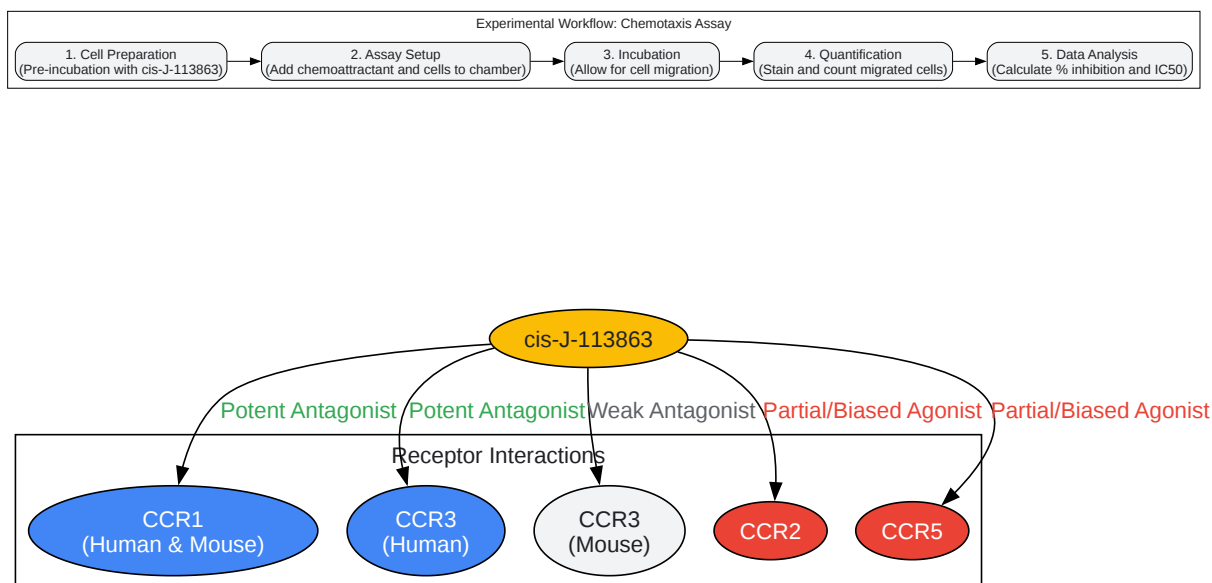 Experimental Workflow: Chemotaxis Assay
1. Cell Preparation
(Pre-incubation with cis-J-113863)
2. Assay Setup
(Add chemoattractant and cells to chamber)
3. Incubation
(Allow for cell migration)
4. Quantification
(Stain and count migrated cells)
5. Data Analysis
(Calculate % inhibition and IC50)
cis-J-113863
Potent Antagonist
Potent Antagonist
Weak Antagonist
Partial/Biased Agonist
Partial/Biased Agonist
Receptor Interactions
CCR1
(Human & Mouse)
CCR3
(Human)
CCR3
(Mouse)
CCR2
CCR5